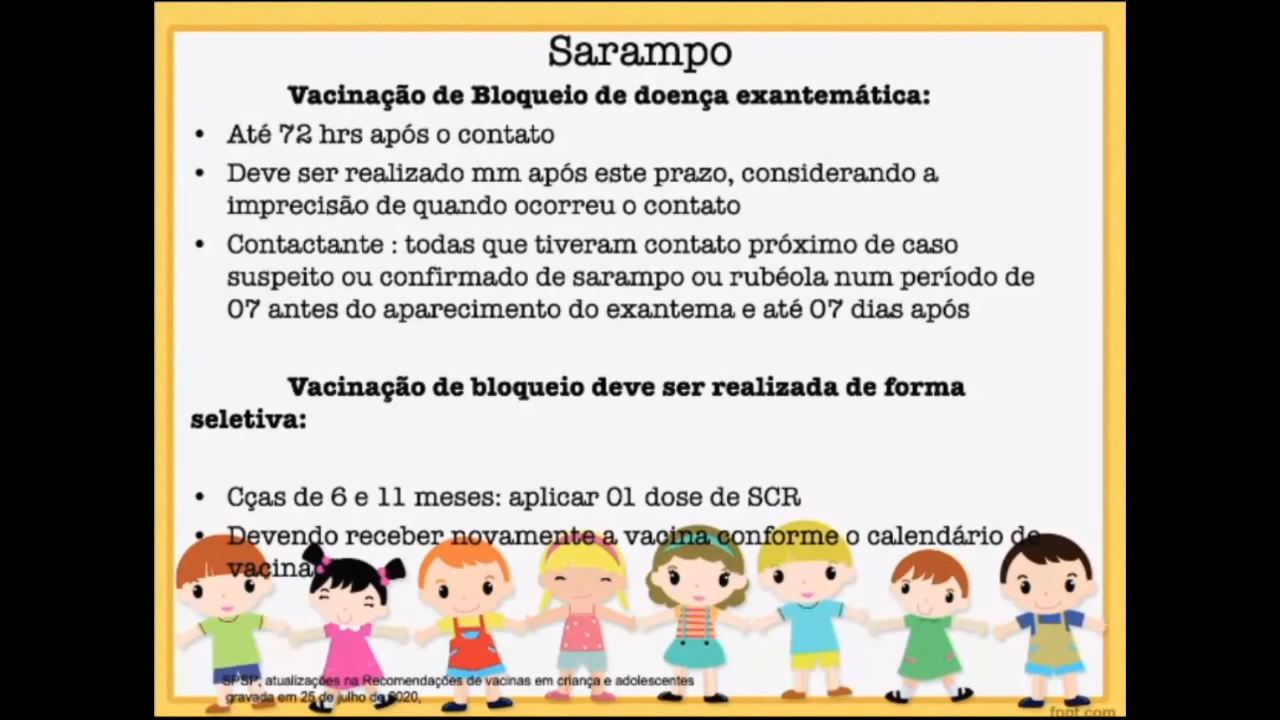 Sarampo
Vacinação de Bloqueio de doença exantemática:
• Até 72 hrs após o contato
• Deve ser realizado mm após este prazo, considerando a
imprecisão de quando ocorreu o contato
• Contactante : todas que tiveram contato próximo de caso
suspeito ou confirmado de sarampo ou rubéola num período de
07 antes do aparecimento do exantema e até 07 dias após
Vacinação de bloqueio deve ser realizada de forma
seletiva:
• Cças de 6 e 11 meses: aplicar 01 dose de SCR
• Devendo receber novamente a vacina conforme o calendário de
SPSP; atualizações na Recomendações de vacinas em criança e adolescentes
gravada em 25 de julho de 2020,
fppt.com